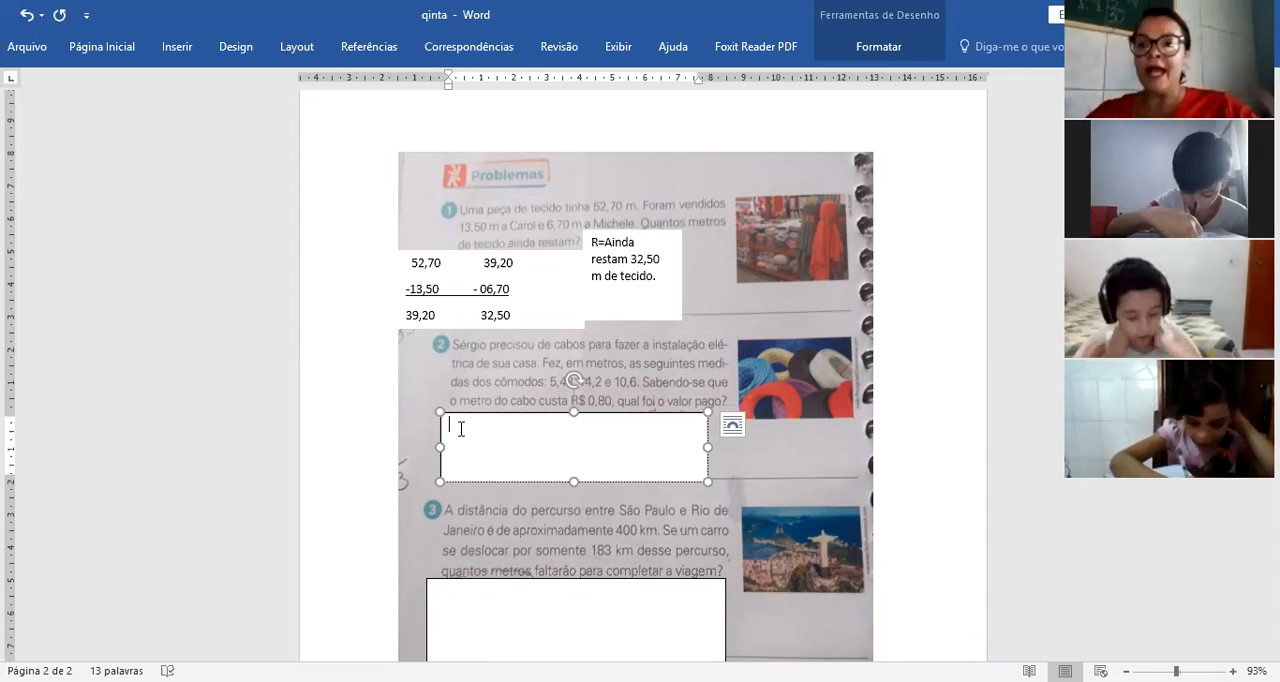 qinta - Word
Ferramentas de Desenho
Arquivo
Página Inicial
Inserir
Design
Layout
Referências
Correspondências
Revisão
Exibir
Ajuda
Foxit Reader PDF
Formatar
Diga-me o que vo
Problemas
1 Uma peça de tecido tinha 52,70 m. Foram vendidos
13,50 m a Carol e 6,70 m a Michele. Quantos metros
de tecido ainda restam?
R=Ainda
restam 32,50
m de tecido.
52,70 39,20
-13,50 - 06,70
39,20 32,50
2 Sérgio precisou de cabos para fazer a instalação elé-
trica de sua casa. Fez, em metros, as seguintes medi-
das dos cômodos: 4,2 e 10,6. Sabendo-se que
o metro do cabo custa R$ 0,80, qual foi o valor pago?
3 A distância do percurso entre São Paulo e Rio de
Janeiro é de aproximadamente 400 km. Se um carro
se deslocar por somente 183 km desse percurso,
quantos metros faltarão para completar a viagem?
Página 2 de 2
13 palavras
93%